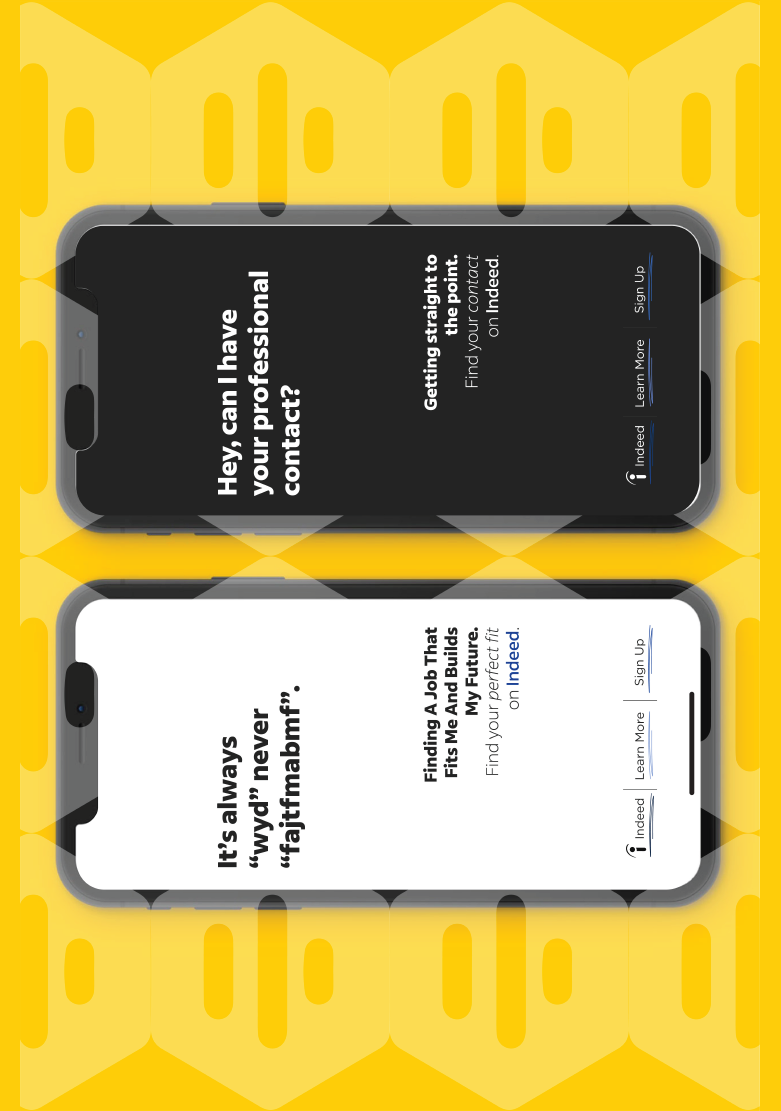 It's always
“wyd” never
“fajtfmabmf”.
Finding A Job That
Fits Me And Builds
My Future.
Find your perfect fit
on Indeed.
Indeed Learn More Sign Up
Hey, can I have
your professional
contact?
Getting straight to
the point.
Find your contact
on Indeed.
Indeed Learn More Sign Up